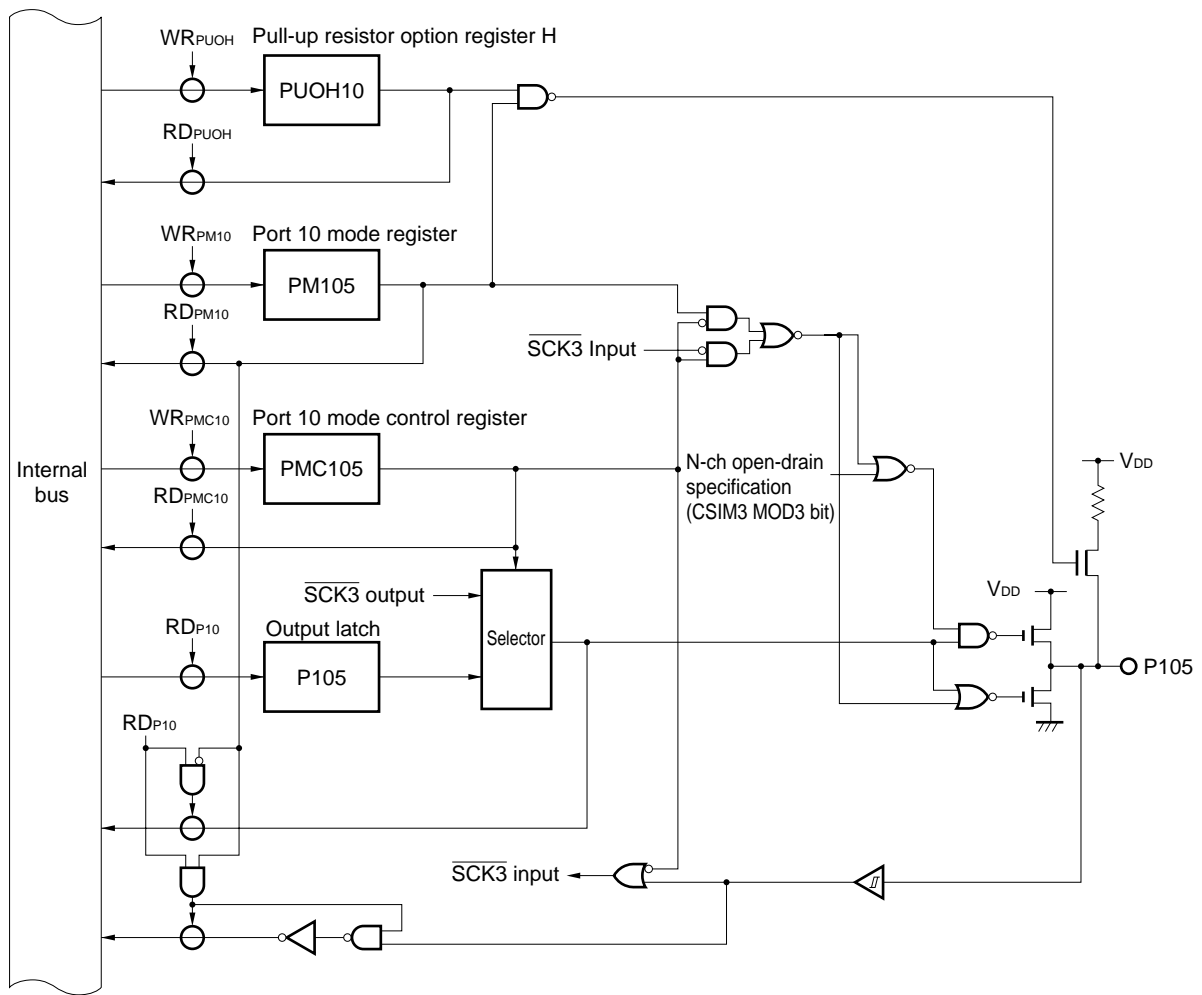 WRPUOH
Pull-up resistor option register H
PUOH10
RDPUOH
WRPM10
Port 10 mode register
PM105
RDPM10
SCK3 Input
WRPMC10
Port 10 mode control register
PMC105
RDPMC10
Internal
bus
N-ch open-drain
specification
(CSIM3 MOD3 bit)
VDD
SCK3 output
VDD
RDP10
Output latch
P105
Selector
P105
RDP10
SCK3 input